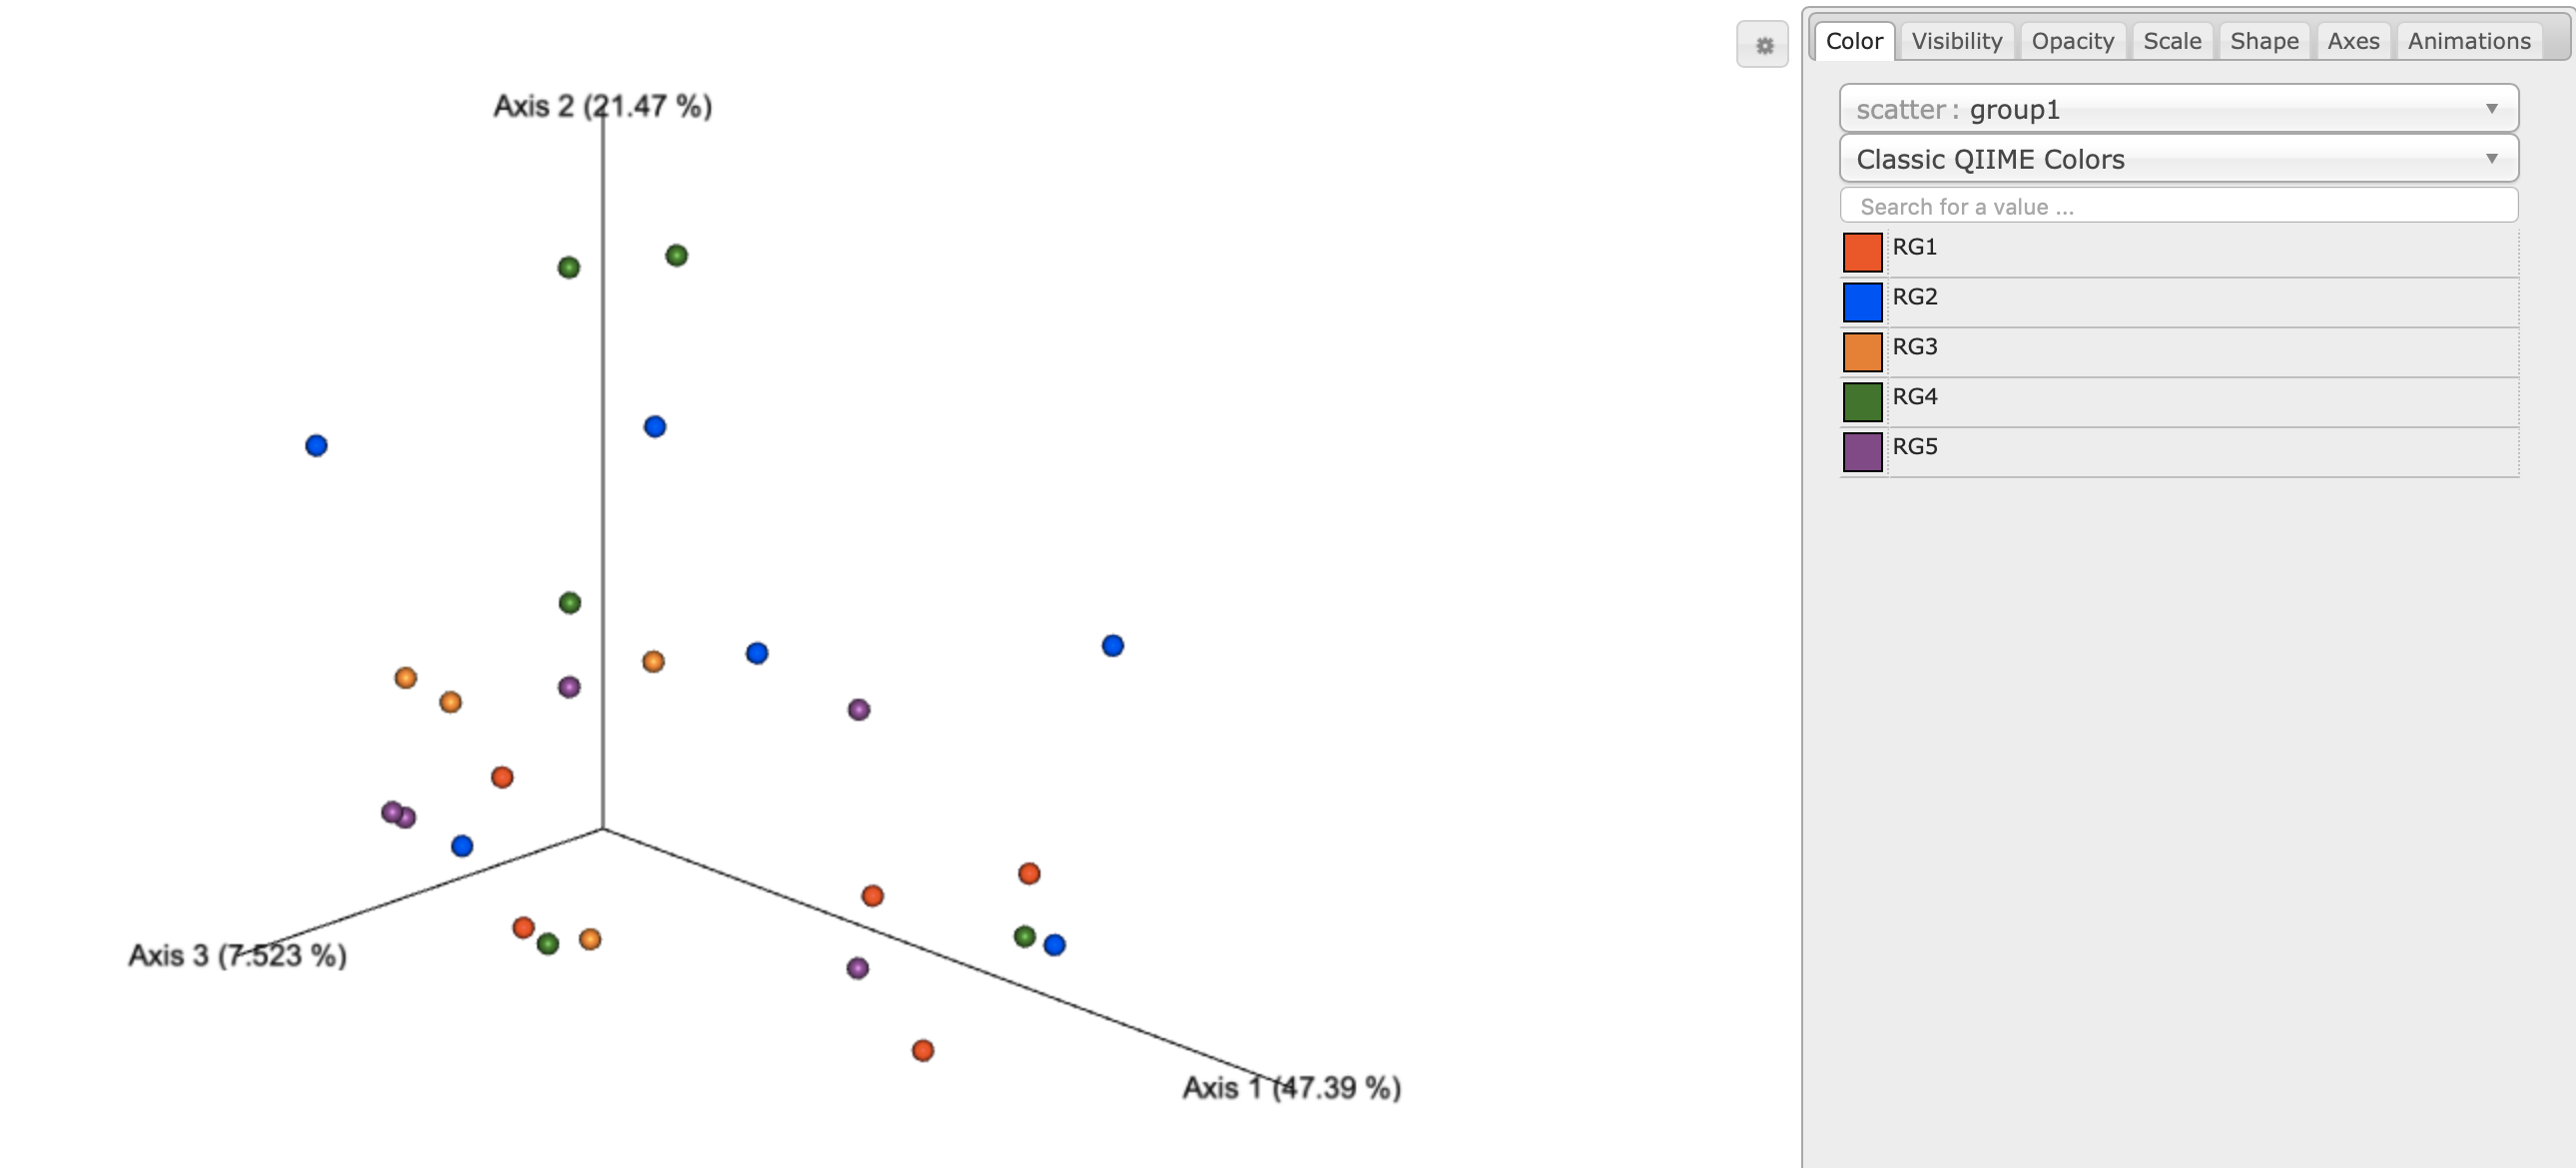 Axis 2 (21.47 %)
Axis 3 (7.523 %)
Axis 1 (47.39 %)
Color Visibility Opacity Scale Shape Axes Animations
scatter : group1
Classic QIIME Colors
Search for a value ...
RG1
RG2
RG3
RG4
RG5